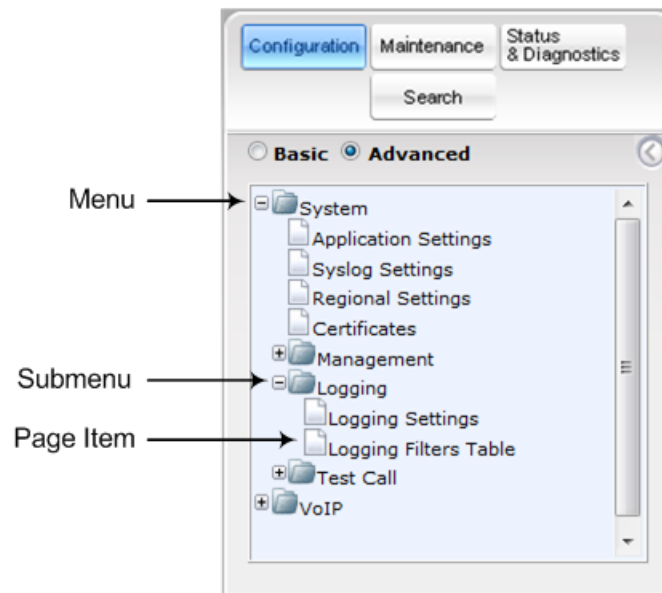 Configuration
Maintenance
Status
& Diagnostics
Search
Basic
Advanced
Menu
System
Application Settings
Syslog Settings
Regional Settings
Certificates
Management
Submenu
Logging
Logging Settings
Page Item
Logging Filters Table
Test Call
VoIP